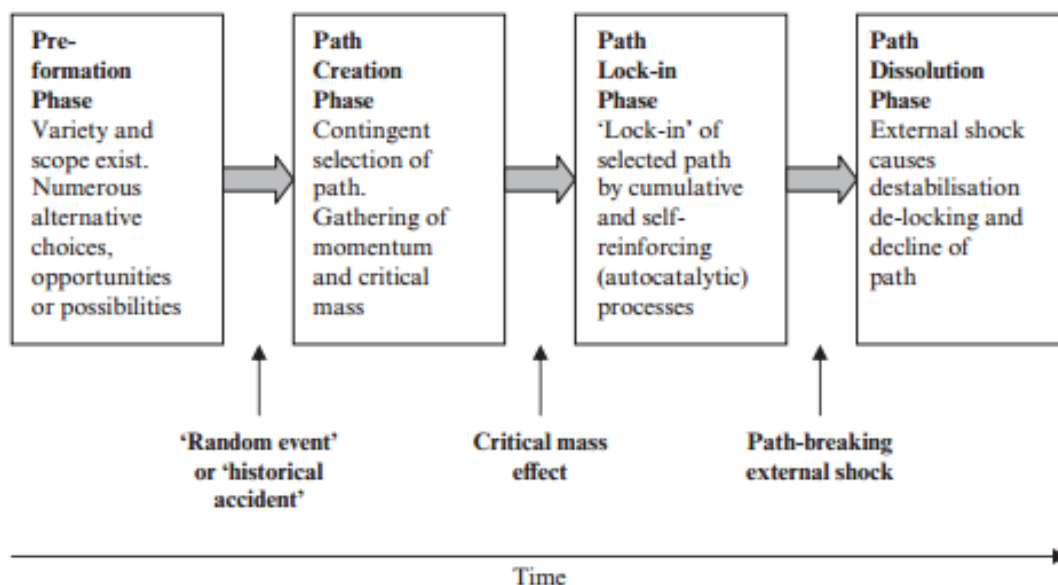 Pre-
formation
Phase
Variety and
scope exist.
Numerous
alternative
choices,
opportunities
or possibilities
Path
Creation
Phase
Contingent
selection of
path.
Gathering of
momentum
and critical
mass
Path
Lock-in
Phase
‘Lock-in’ of
selected path
by cumulative
and self-
reinforcing
(autocatalytic)
processes
Path
Dissolution
Phase
External shock
causes
destabilisation
de-locking and
decline of
path
‘Random event’
or ‘historical
accident’
Critical mass
effect
Path-breaking
external shock
Time